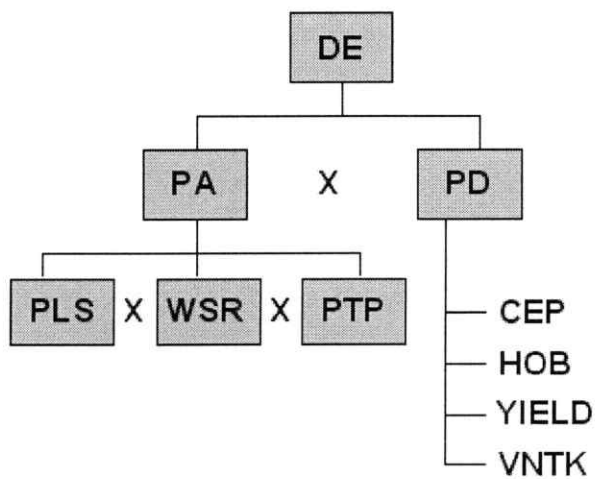 DE
PA X PD
PLS X WSR X PTP
CEP
HOB
YIELD
VNTK